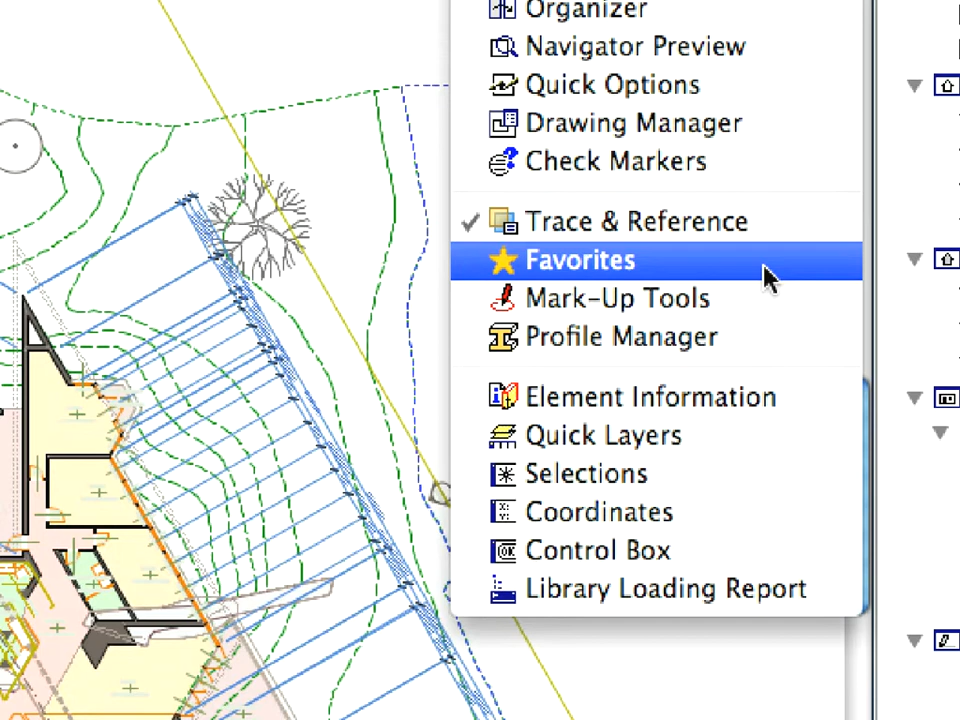 Organizer
Navigator Preview
Quick Options
Drawing Manager
Check Markers
Trace & Reference
Favorites
Mark-Up Tools
Profile Manager
Element Information
Quick Layers
Selections
Coordinates
Control Box
Library Loading Report